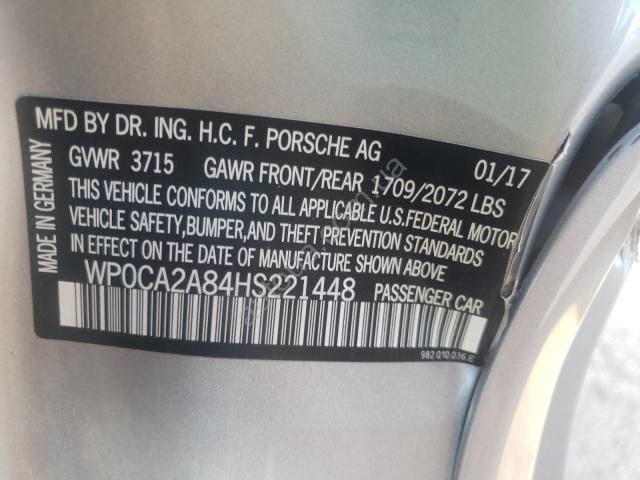 MFD BY DR. ING. H.C. F. PORSCHE AG 01/17
GVWR 3715 GAWR FRONT/REAR 1709/2072 LBS
THIS VEHICLE CONFORMS TO ALL APPLICABLE U.S.FEDERAL MOTOR
VEHICLE SAFETY,BUMPER,AND THEFT PREVENTION STANDARDS
IN EFFECT ON THE DATE OF MANUFACTURE SHOWN ABOVE
WP0CA2A84HS221448 PASSENGER CAR
MADE IN GERMANY
982.010.036.E